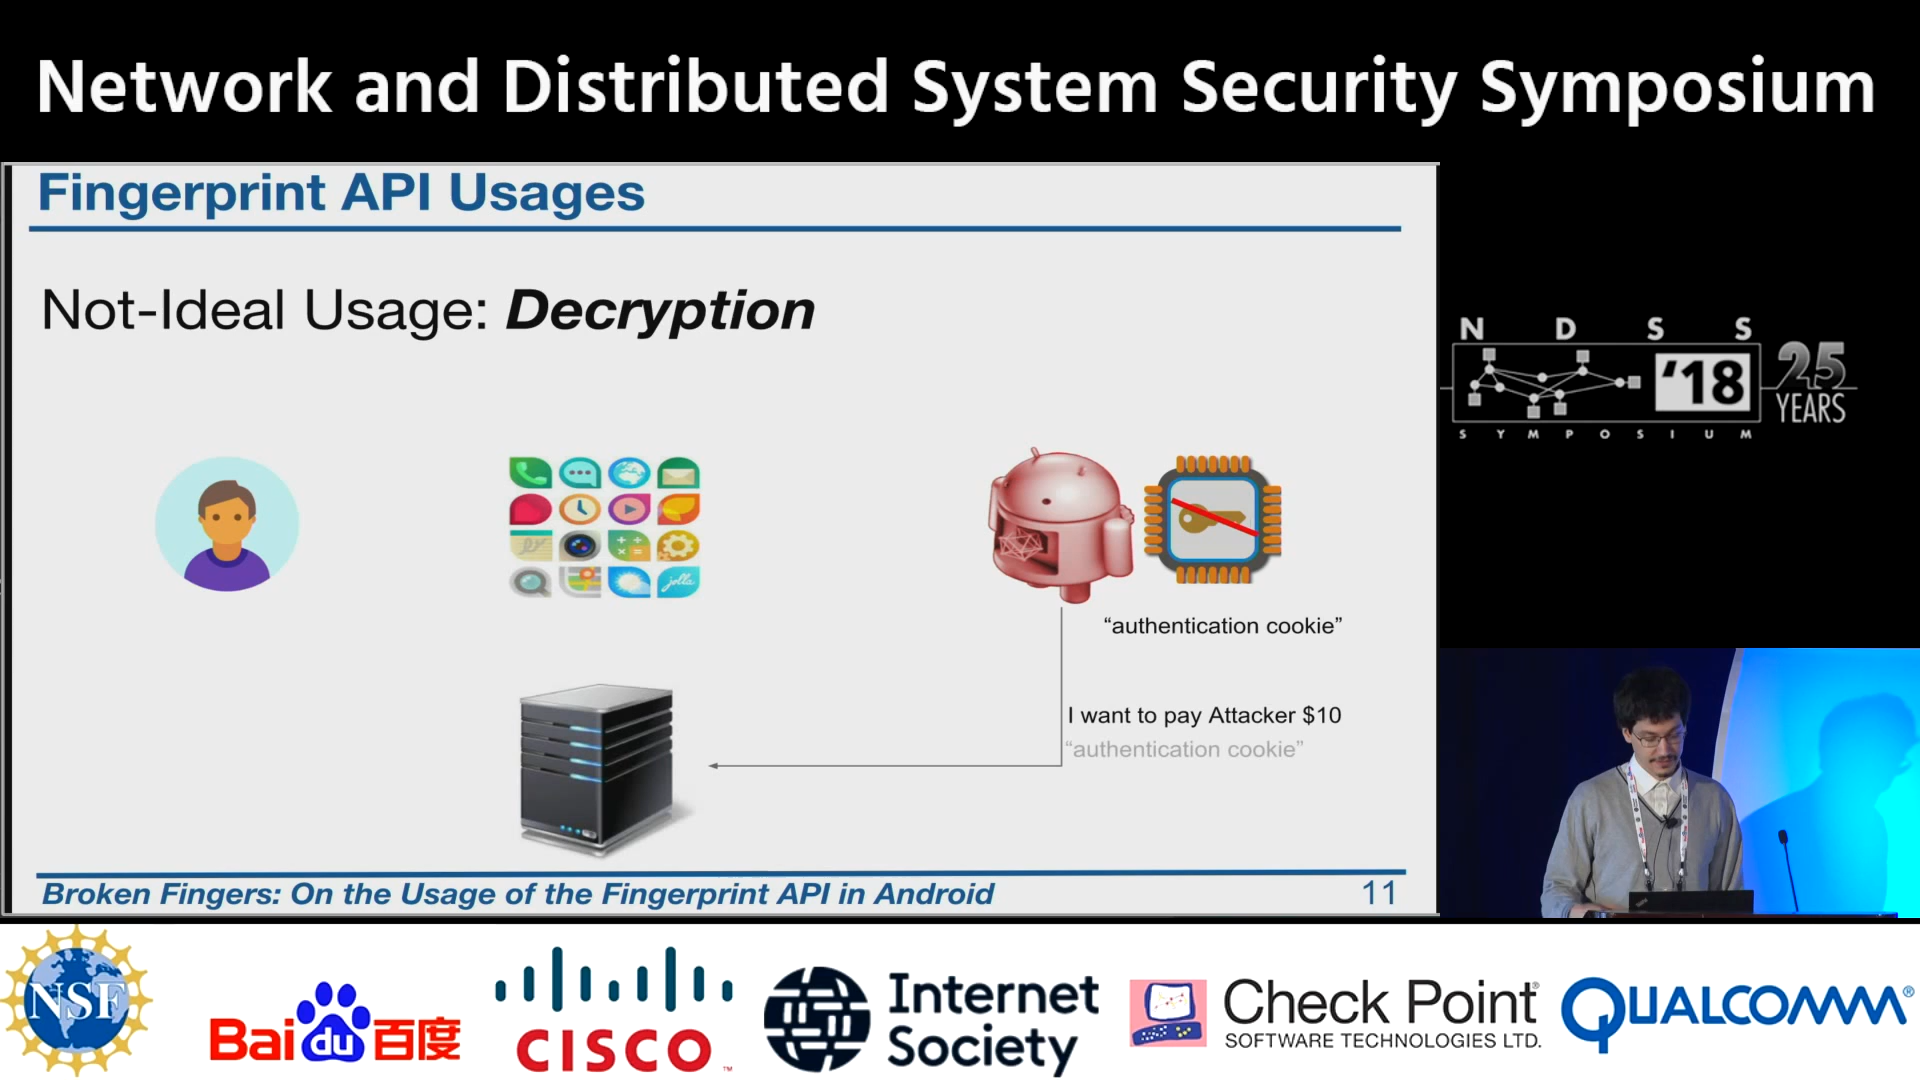 Network and Distributed System Security Symposium
Fingerprint API Usages
Not-Ideal Usage: Decryption
jolla
“authentication cookie”
I want to pay Attacker $10
“authentication cookie”
Broken Fingers: On the Usage of the Fingerprint API in Android
11
N D S S
‘18
25
YEARS
S Y M P O S I U M
NSF
Bai du 百度
CISCO
™
Internet
Society
Check Point
SOFTWARE TECHNOLOGIES LTD.
QUALCOMM®